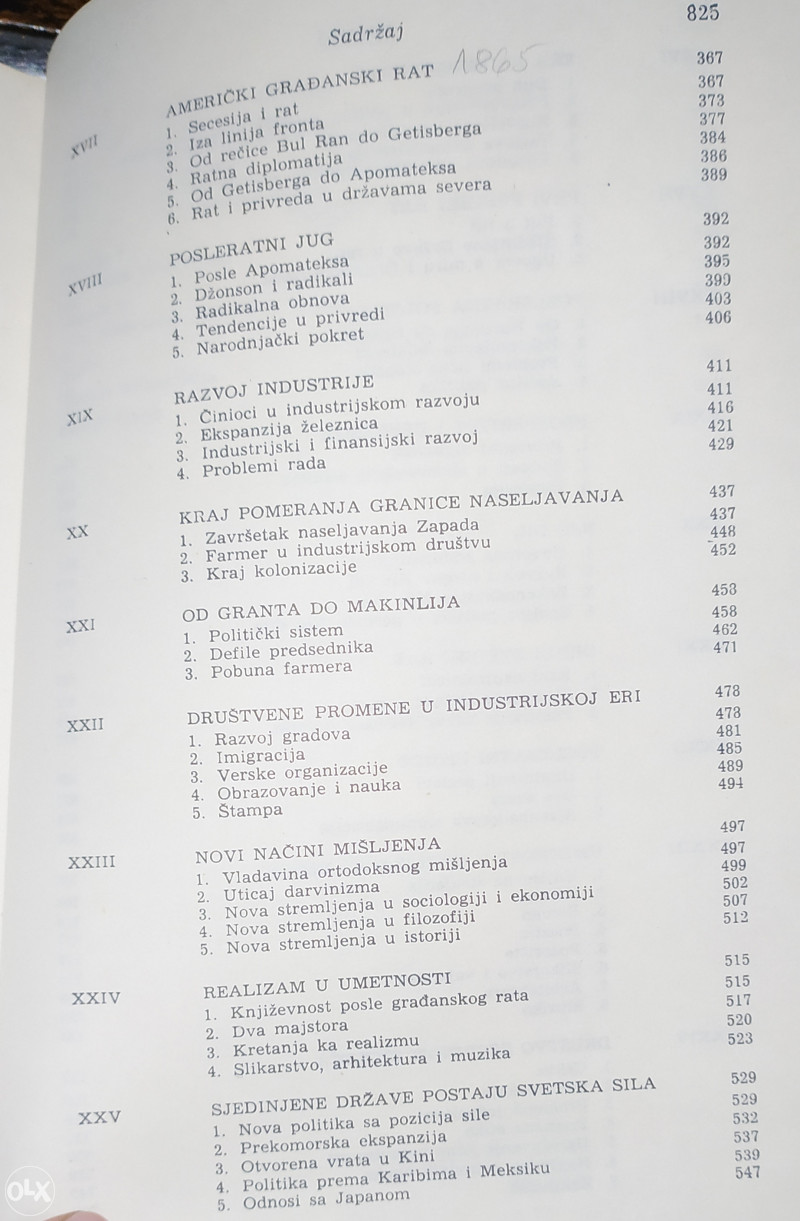 Sadržaj 825
XVII AMERIČKI GRAĐANSKI RAT 1865 367
1. Secesija i rat 367
2. Iza linija fronta 373
3. Od rečice Bul Ran do Getisberga 377
4. Ratna diplomatija 384
5. Od Getisberga do Apomateksa 386
6. Rat i privreda u državama severa 389
XVIII POSLERATNI JUG 392
1. Posle Apomateksa 392
2. Džonson i radikali 395
3. Radikalna obnova 399
4. Tendencije u privredi 403
5. Narodnjački pokret 406
XIX RAZVOJ INDUSTRIJE 411
1. Činioci u industrijskom razvoju 411
2. Ekspanzija železnica 416
3. Industrijski i finansijski razvoj 421
4. Problemi rada 429
XX KRAJ POMERANJA GRANICE NASELJAVANJA 437
1. Završetak naseljavanja Zapada 437
2. Farmer u industrijskom društvu 448
3. Kraj kolonizacije 452
XXI OD GRANTA DO MAKINLIJA 458
1. Politički sistem 458
2. Defile predsednika 462
3. Pobuna farmera 471
XXII DRUŠTVENE PROMENE U INDUSTRIJSKOJ ERI 478
1. Razvoj gradova 478
2. Imigracija 481
3. Verske organizacije 485
4. Obrazovanje i nauka 489
5. Štampa 494
XXIII NOVI NAČINI MIŠLJENJA 497
1. Vladavina ortodoksnog mišljenja 497
2. Uticaj darvinizma 499
3. Nova stremljenja u sociologiji i ekonomiji 502
4. Nova stremljenja u filozofiji 507
5. Nova stremljenja u istoriji 512
XXIV REALIZAM U UMETNOSTI 515
1. Književnost posle građanskog rata 515
2. Dva majstora 517
3. Kretanja ka realizmu 520
4. Slikarstvo, arhitektura i muzika 523
XXV SJEDINJENE DRŽAVE POSTAJU SVETSKA SILA 529
1. Nova politika sa pozicija sile 529
2. Prekomorska ekspanzija 532
3. Otvorena vrata u Kini 537
4. Politika prema Karibima i Meksiku 539
5. Odnosi sa Japanom 547
OLX